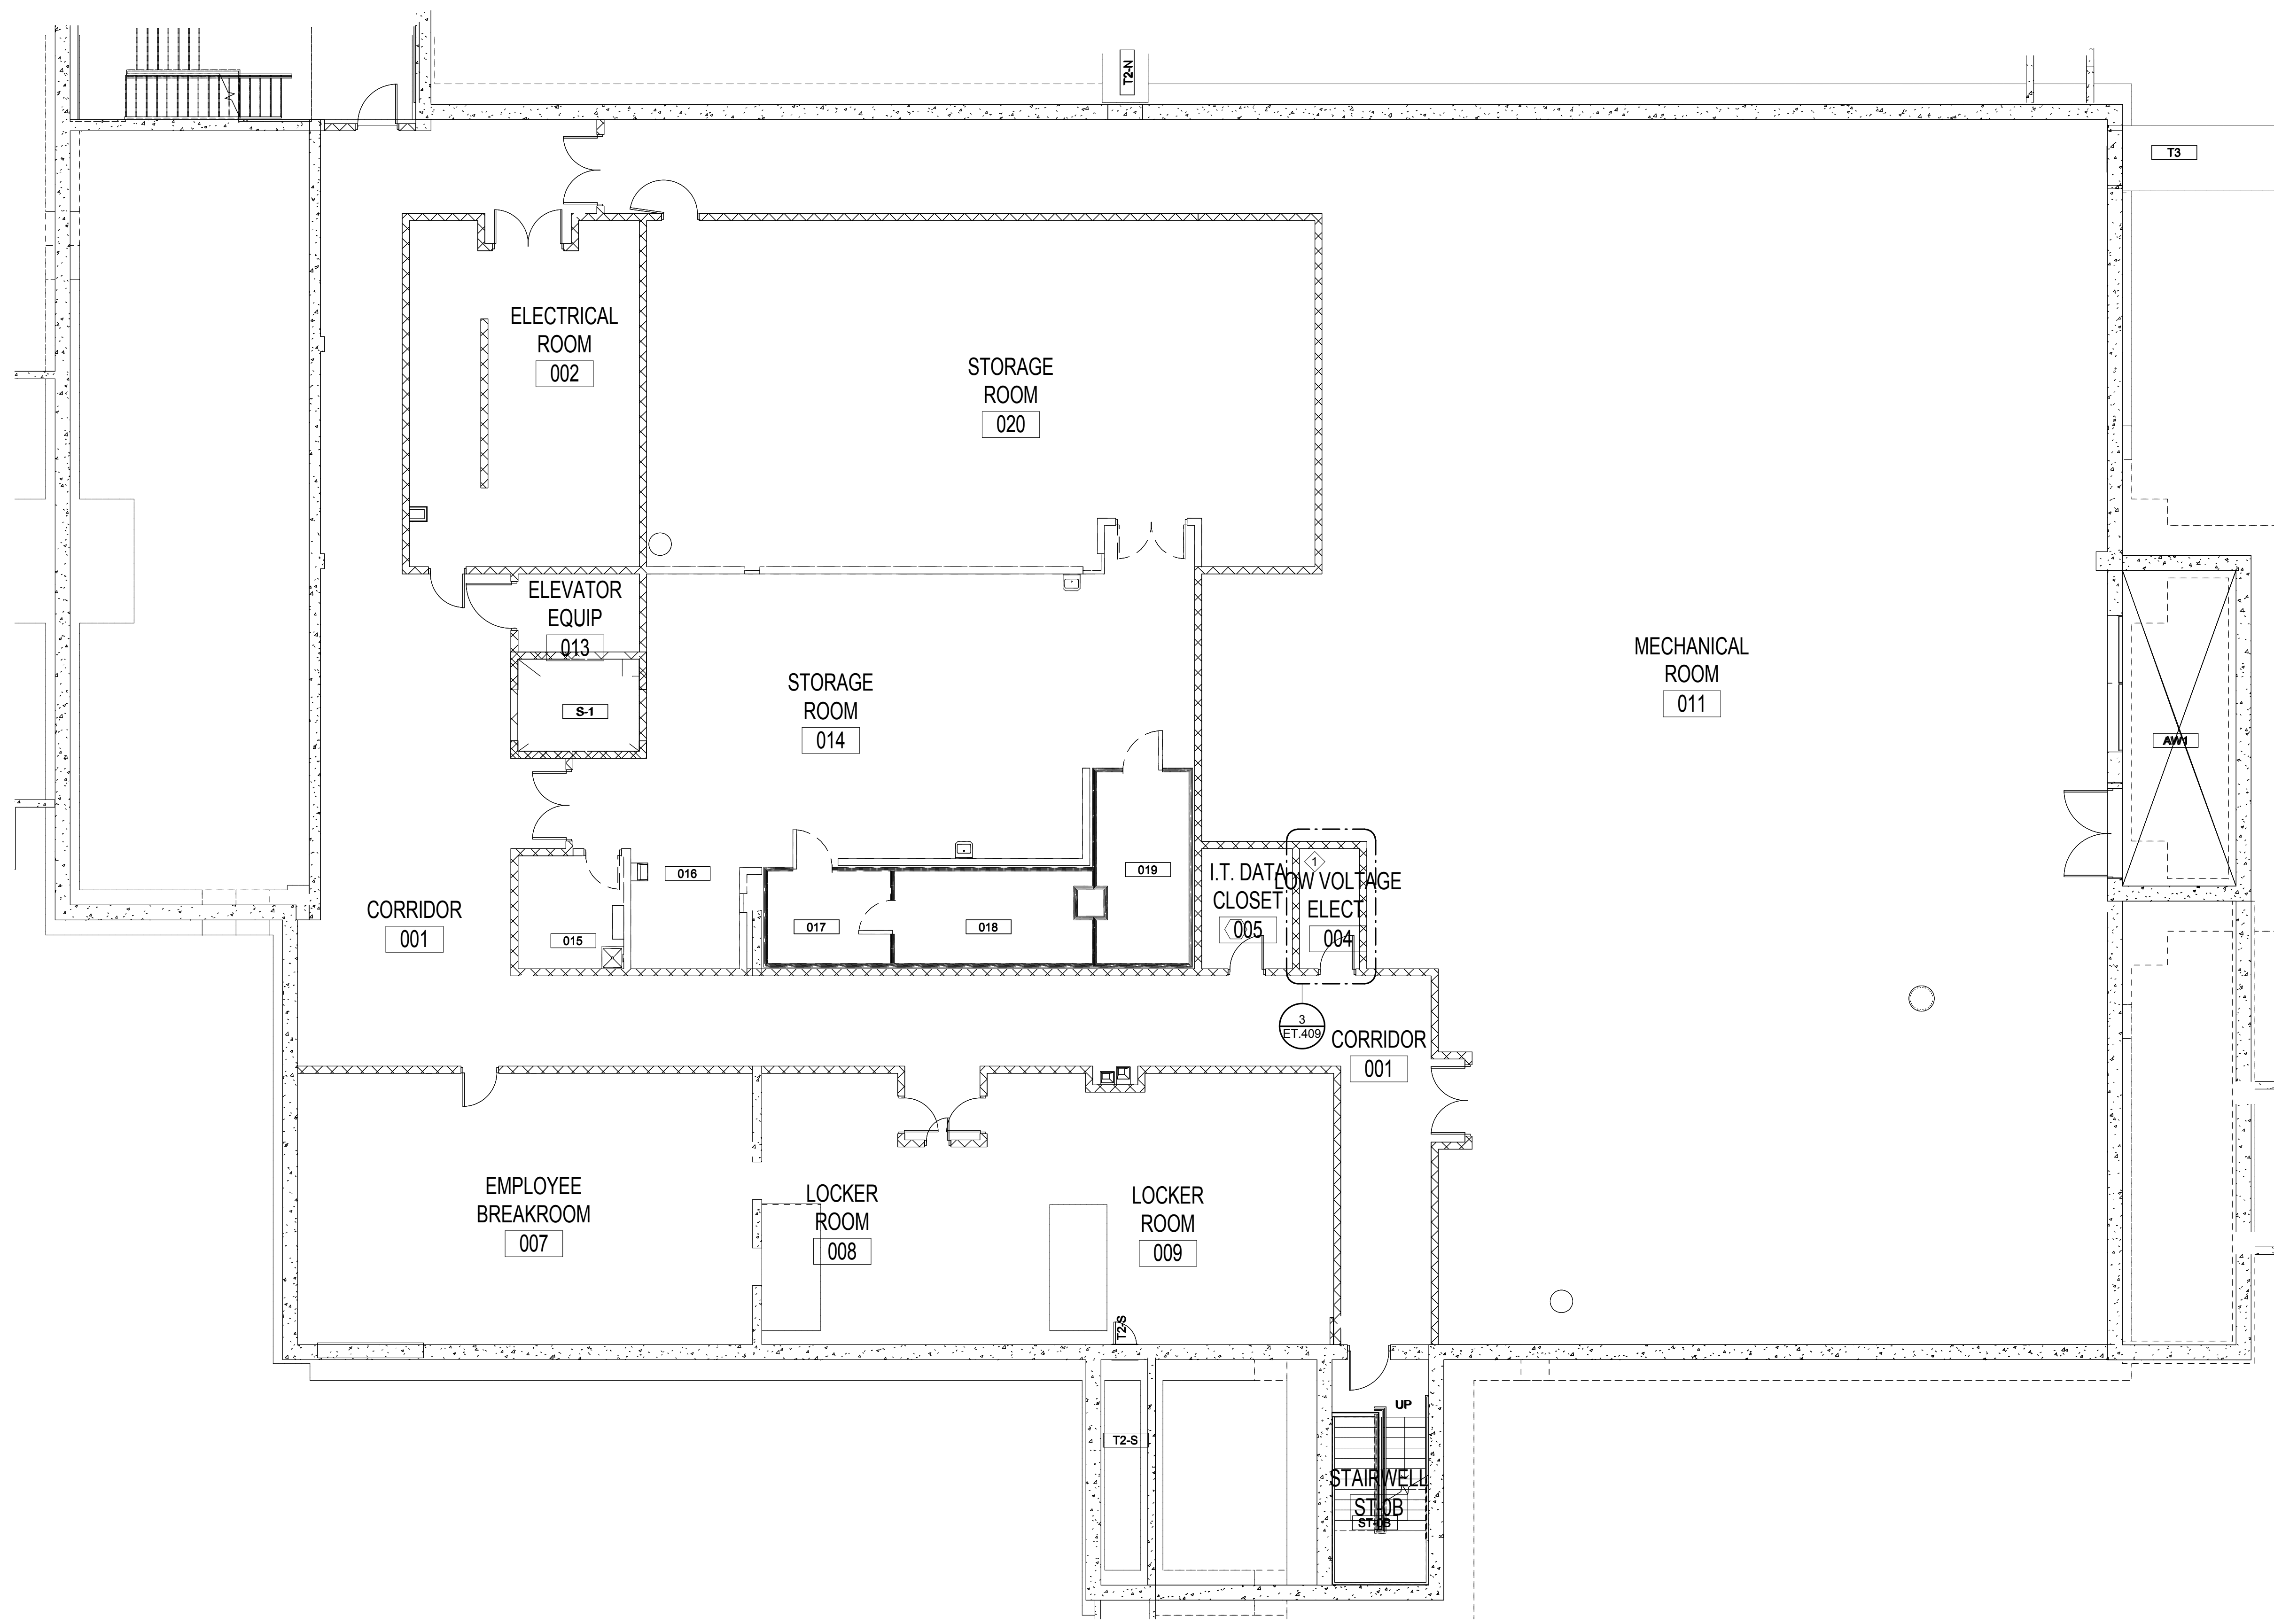 T2-N
T3
ELECTRICAL
ROOM
002
STORAGE
ROOM
020
ELEVATOR
EQUIP
013
S-1
STORAGE
ROOM
014
MECHANICAL
ROOM
011
AW1
016
015
017
018
019
I.T. DATA
CLOSET
005
1
LOW VOLTAGE
ELECT
004
CORRIDOR
001
3
ET.409
CORRIDOR
001
EMPLOYEE
BREAKROOM
007
LOCKER
ROOM
008
LOCKER
ROOM
009
T2-S
T2-S
UP
STAIRWELL
ST-0B
ST-0B